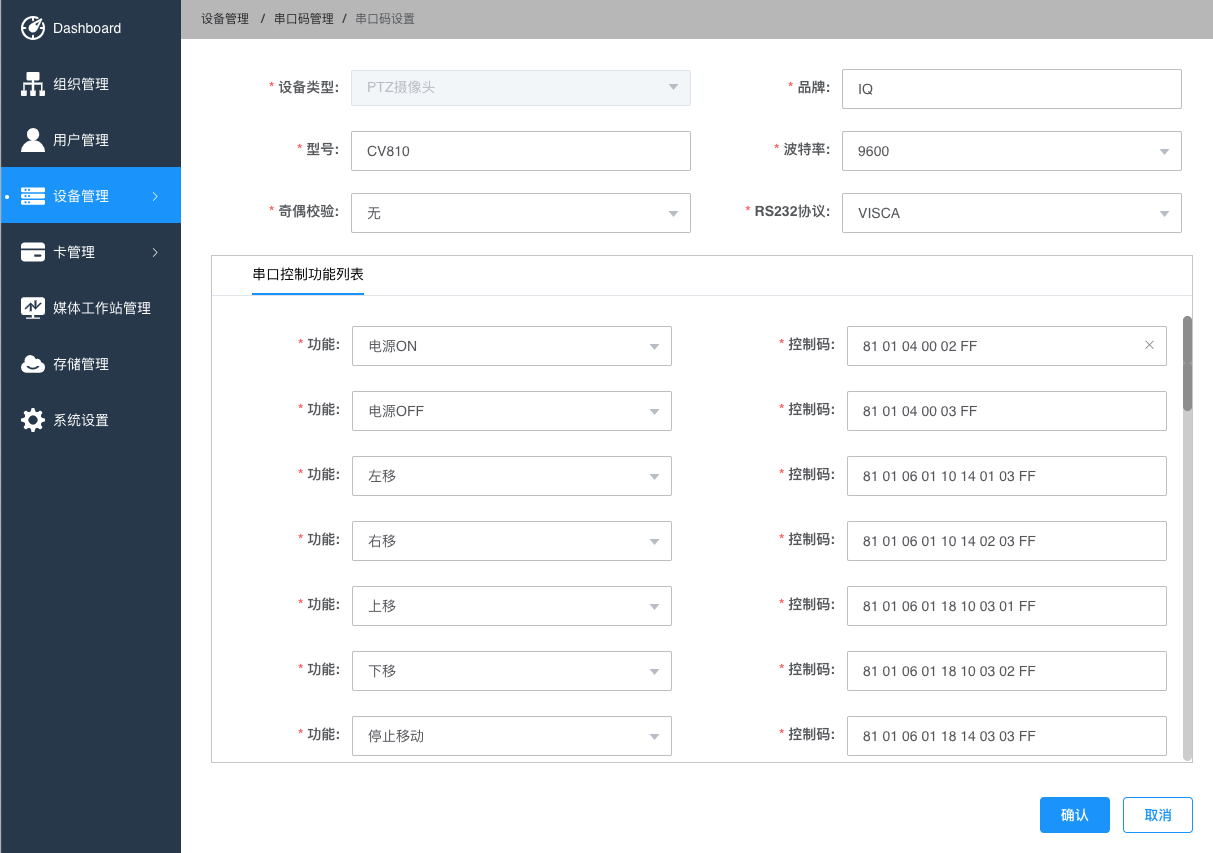 Dashboard
组织管理
用户管理
设备管理
卡管理
媒体工作站管理
存储管理
系统设置
设备管理 / 串口码管理 / 串口码设置
* 设备类型: PTZ摄像头
* 品牌: IQ
* 型号: CV810
* 波特率: 9600
* 奇偶校验: 无
* RS232协议: VISCA
串口控制功能列表
* 功能: 电源ON
* 控制码: 81 01 04 00 02 FF
* 功能: 电源OFF
* 控制码: 81 01 04 00 03 FF
* 功能: 左移
* 控制码: 81 01 06 01 10 14 01 03 FF
* 功能: 右移
* 控制码: 81 01 06 01 10 14 02 03 FF
* 功能: 上移
* 控制码: 81 01 06 01 18 10 03 01 FF
* 功能: 下移
* 控制码: 81 01 06 01 18 10 03 02 FF
* 功能: 停止移动
* 控制码: 81 01 06 01 18 14 03 03 FF
确认
取消